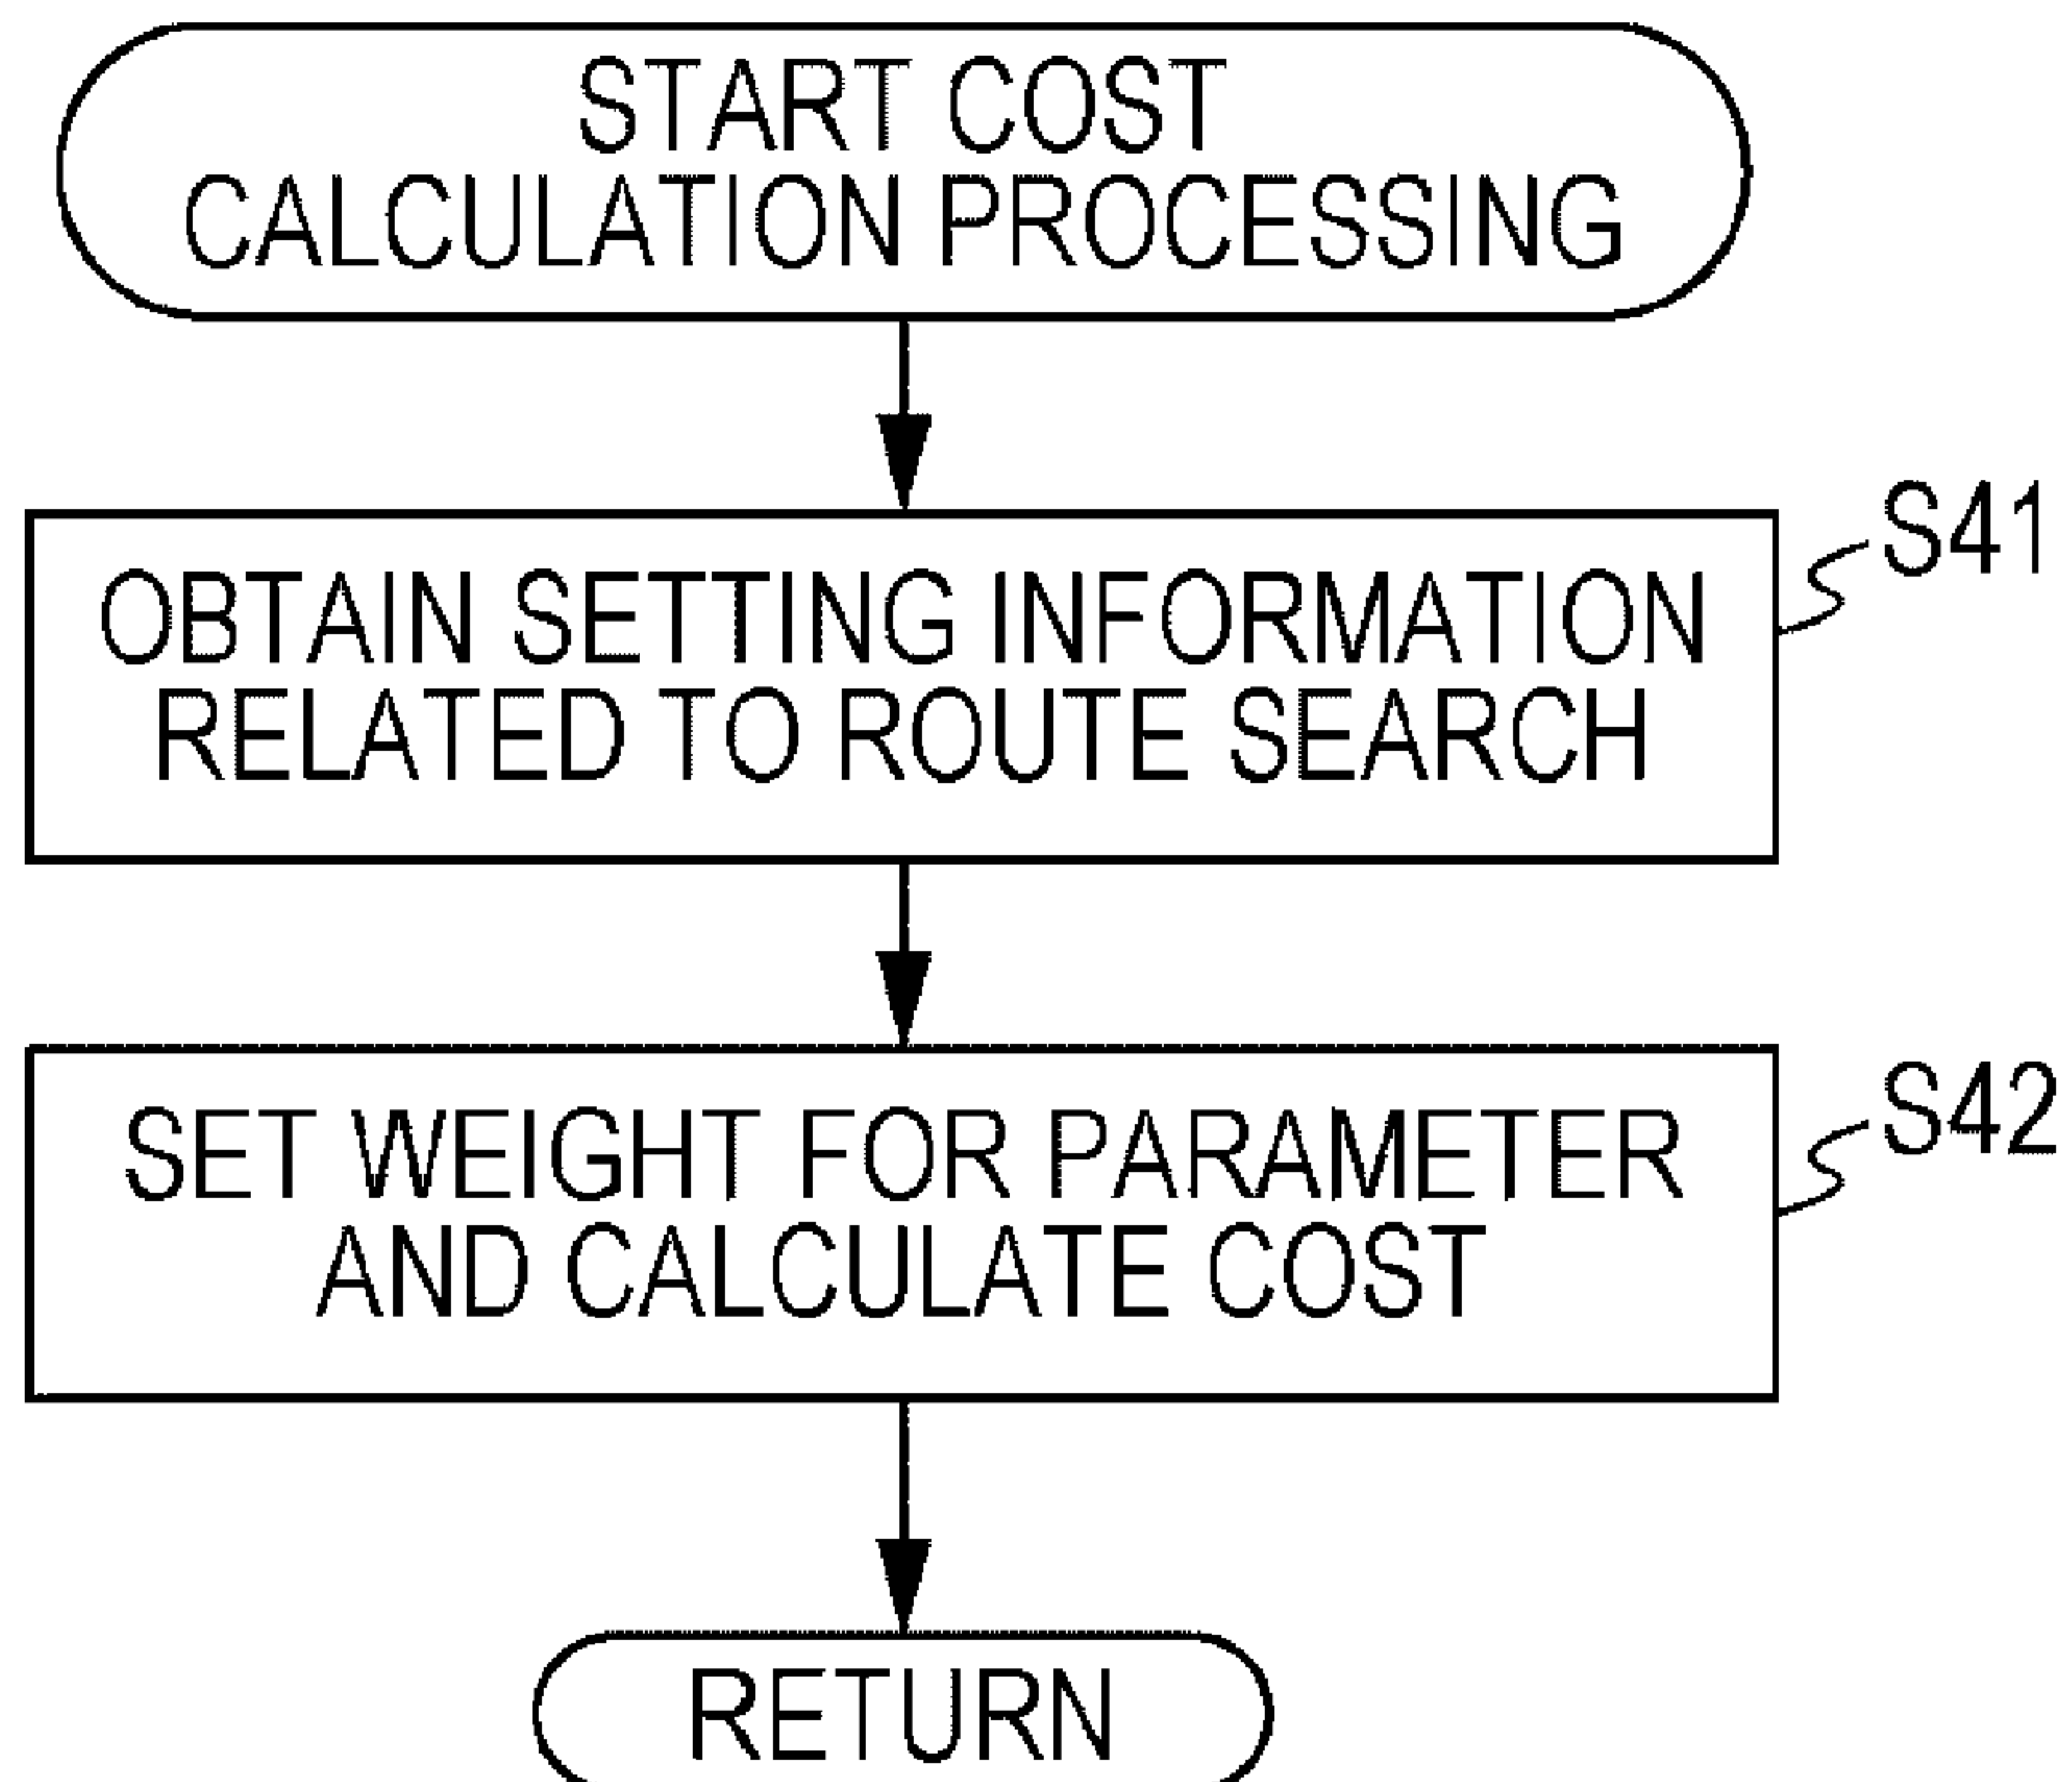 START COST
CALCULATION PROCESSING
S41
OBTAIN SETTING INFORMATION
RELATED TO ROUTE SEARCH
S42
SET WEIGHT FOR PARAMETER
AND CALCULATE COST
RETURN